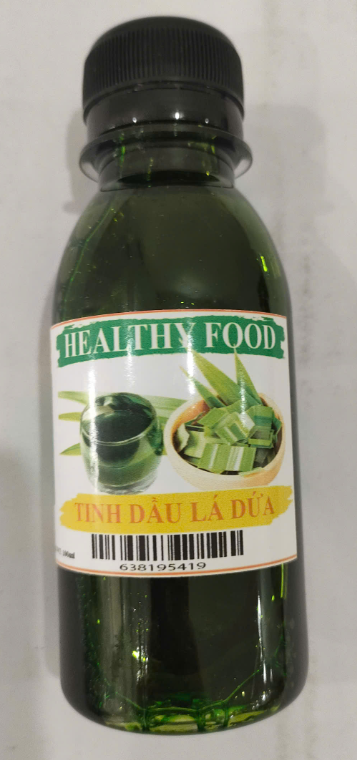 HEALTHY FOOD
TINH DẦU LÁ DỨA
638195419